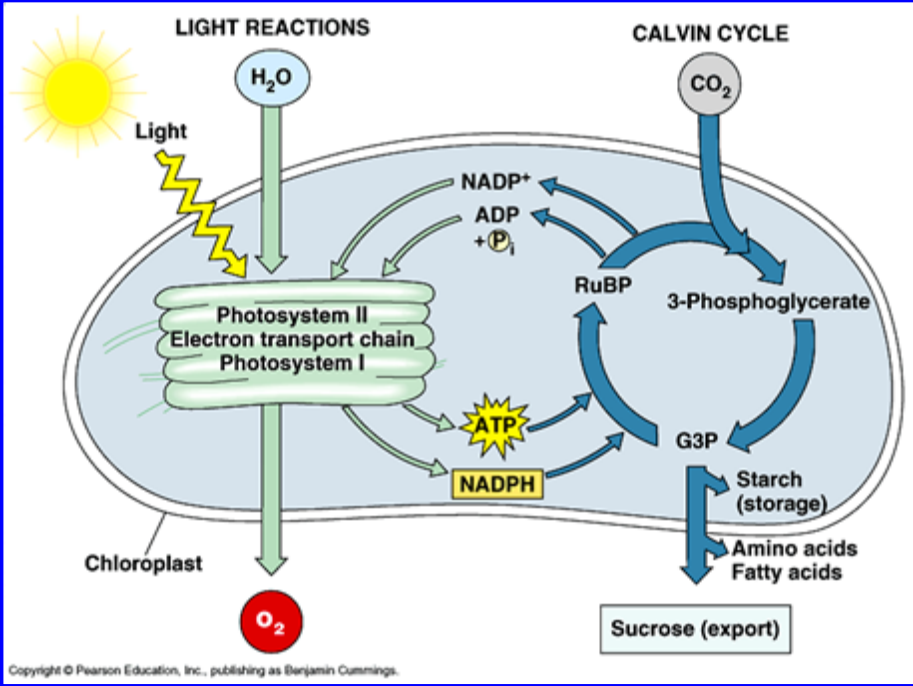 LIGHT REACTIONS
CALVIN CYCLE
H₂O
CO₂
Light
NADP⁺
ADP
+ Pᵢ
RuBP
3-Phosphoglycerate
Photosystem II
Electron transport chain
Photosystem I
ATP
NADPH
G3P
Starch
(storage)
Amino acids
Fatty acids
Chloroplast
O₂
Sucrose (export)
Copyright © Pearson Education, Inc., publishing as Benjamin Cummings.